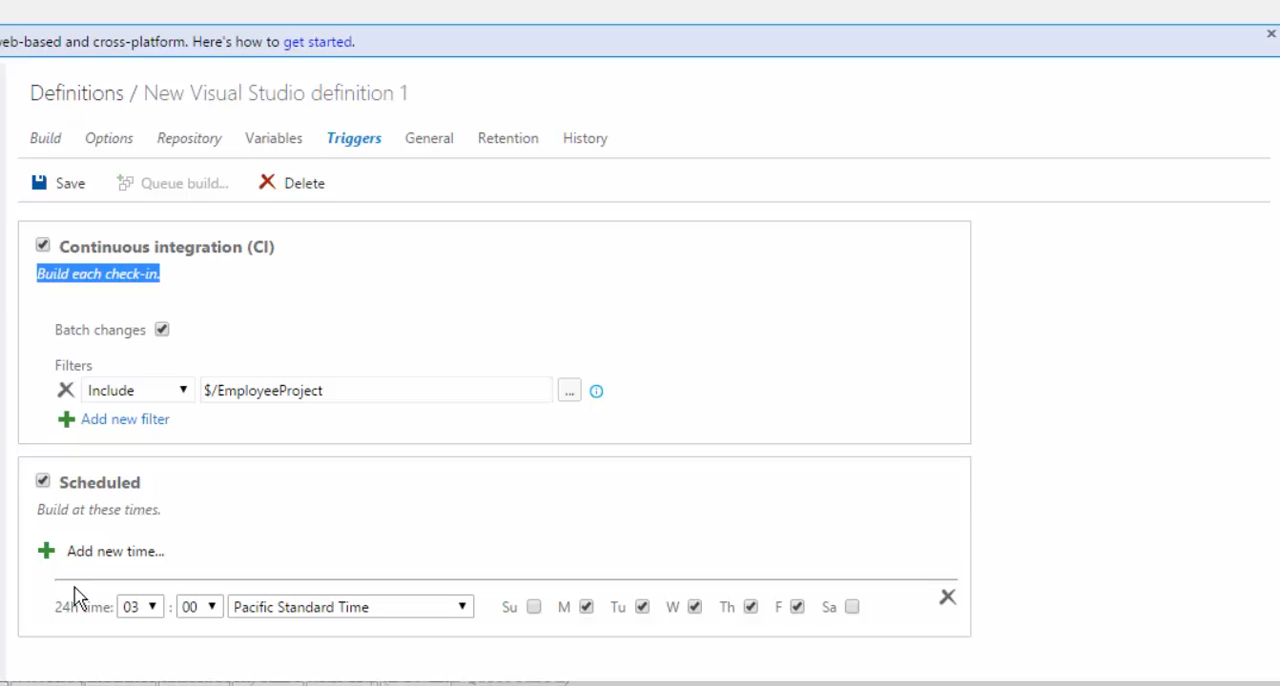 web-based and cross-platform. Here's how to get started.
Definitions / New Visual Studio definition 1
Build Options Repository Variables Triggers General Retention History
Save Queue build... Delete
Continuous integration (CI)
Build each check-in.
Batch changes
Filters
Include $/EmployeeProject ...
Add new filter
Scheduled
Build at these times.
Add new time...
24h time: 03 : 00 Pacific Standard Time Su M Tu W Th F Sa